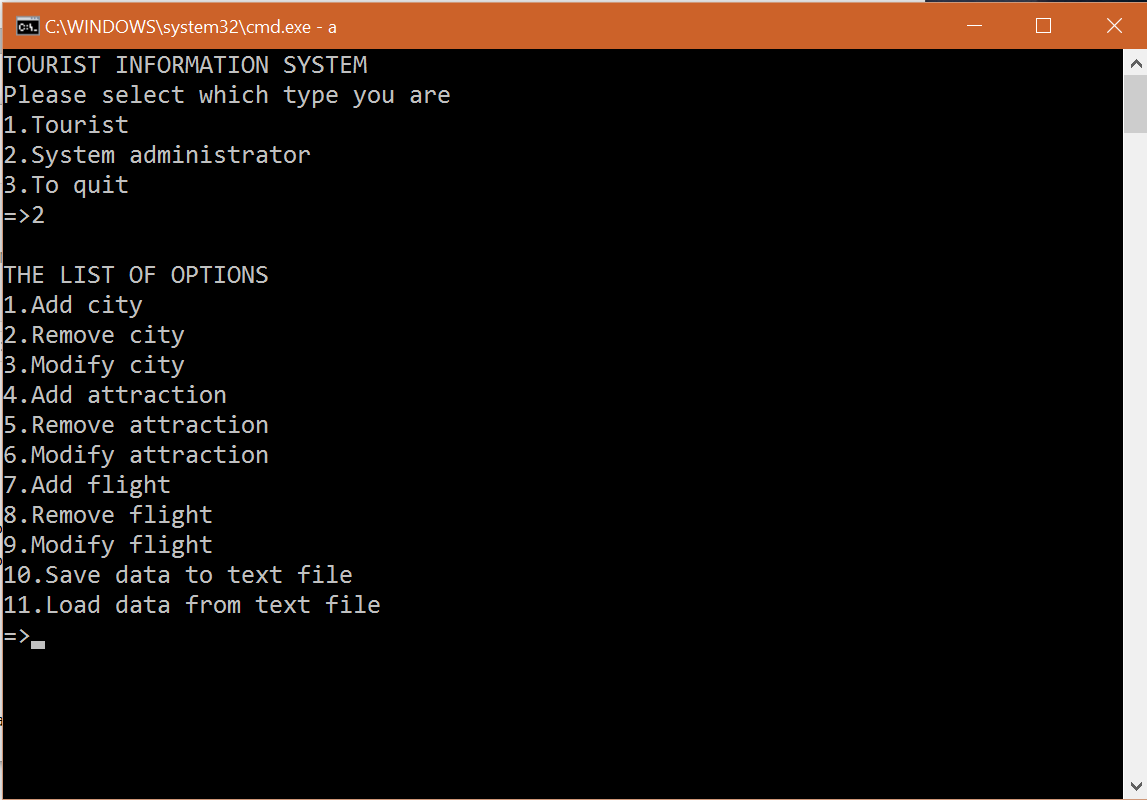 C:\WINDOWS\system32\cmd.exe - a
TOURIST INFORMATION SYSTEM
Please select which type you are
1.Tourist
2.System administrator
3.To quit
=>2
THE LIST OF OPTIONS
1.Add city
2.Remove city
3.Modify city
4.Add attraction
5.Remove attraction
6.Modify attraction
7.Add flight
8.Remove flight
9.Modify flight
10.Save data to text file
11.Load data from text file
=>